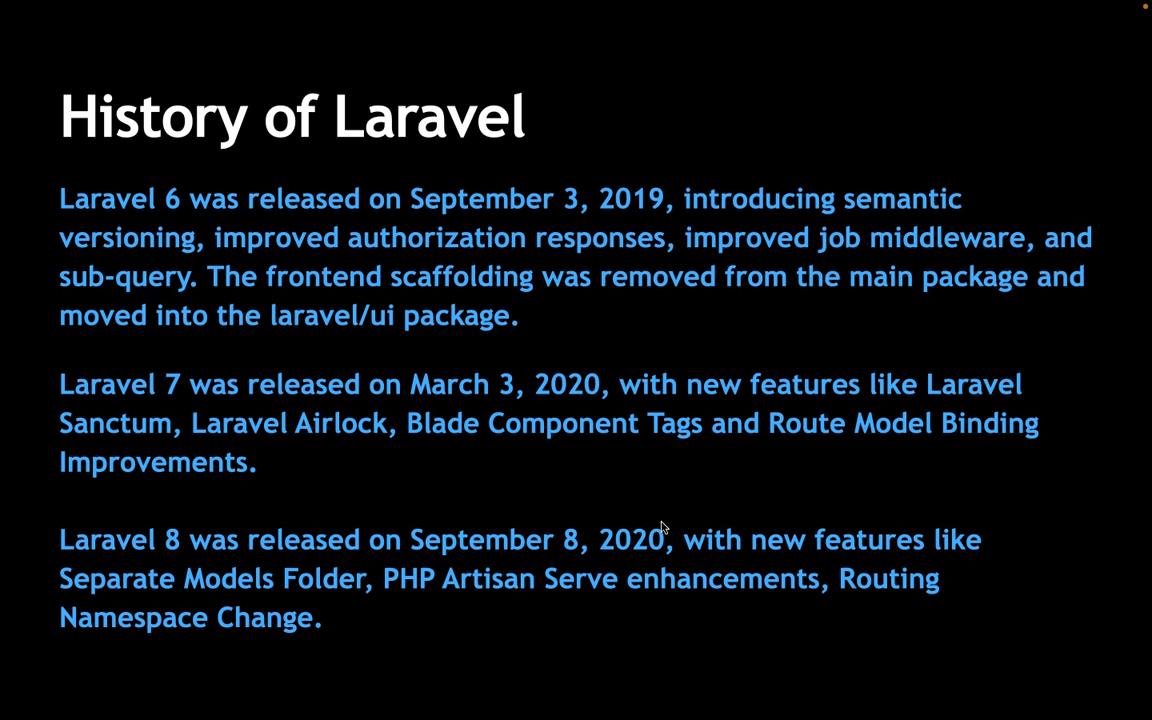 History of Laravel
Laravel 6 was released on September 3, 2019, introducing semantic
versioning, improved authorization responses, improved job middleware, and
sub-query. The frontend scaffolding was removed from the main package and
moved into the laravel/ui package.
Laravel 7 was released on March 3, 2020, with new features like Laravel
Sanctum, Laravel Airlock, Blade Component Tags and Route Model Binding
Improvements.
Laravel 8 was released on September 8, 2020, with new features like
Separate Models Folder, PHP Artisan Serve enhancements, Routing
Namespace Change.